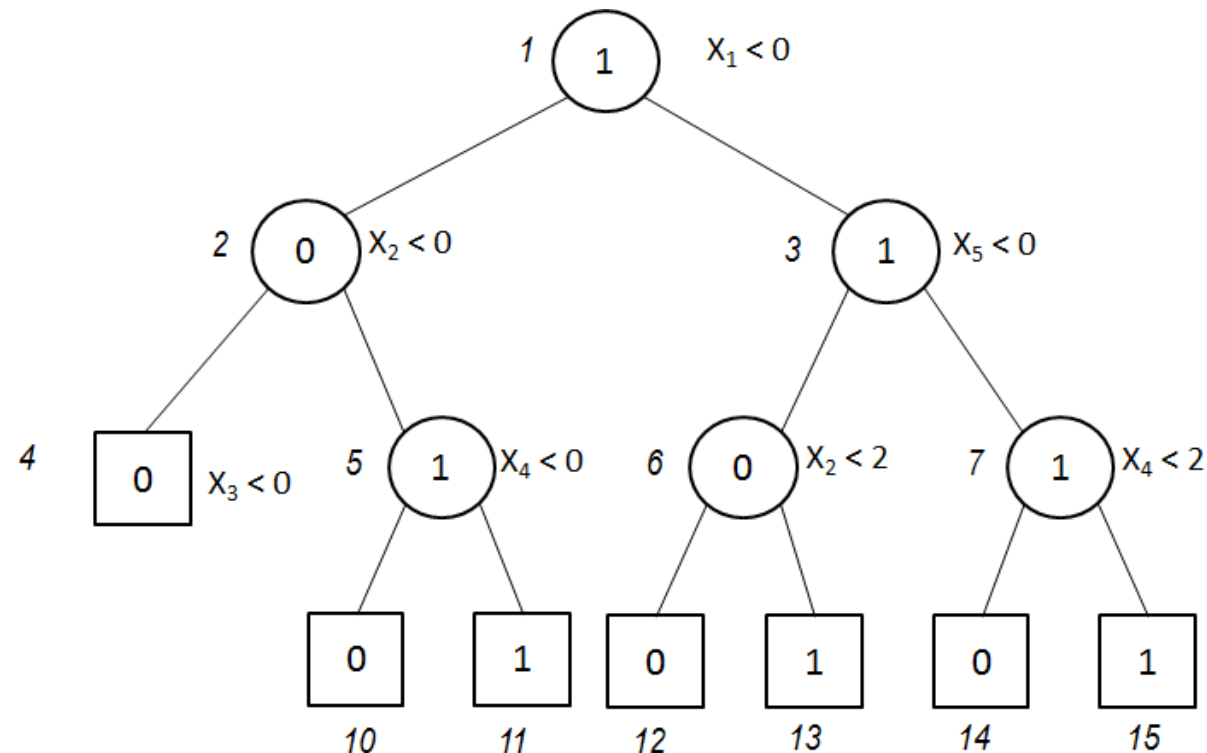 1 1 X₁ < 0
2 0 X₂ < 0 3 1 X₅ < 0
4 0 X₃ < 0 5 1 X₄ < 0 6 0 X₂ < 2 7 1 X₄ < 2
0 1 0 1 0 1
10 11 12 13 14 15